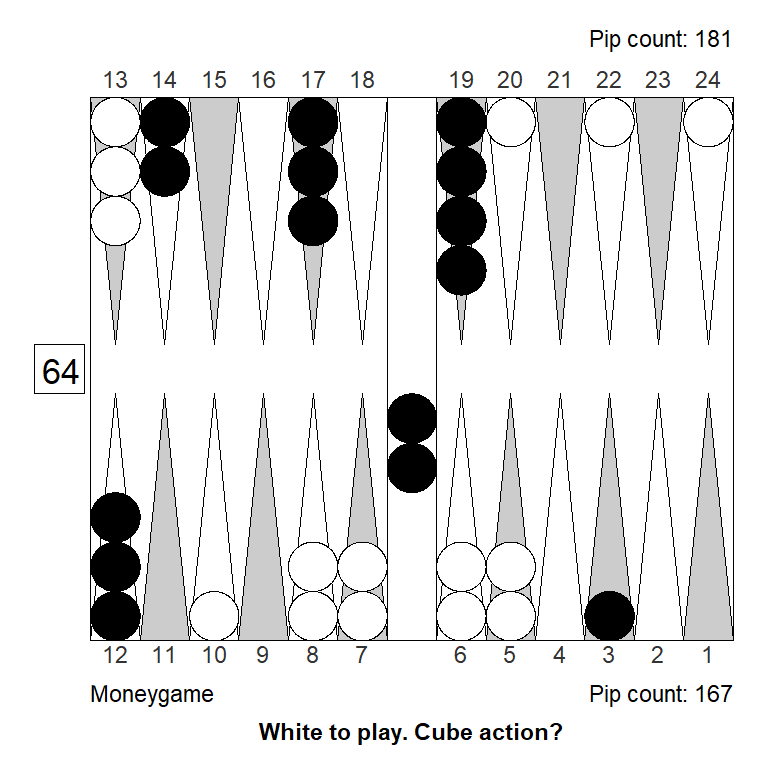 Pip count: 181
13 14 15 16 17 18 19 20 21 22 23 24
64
12 11 10 9 8 7 6 5 4 3 2 1
Moneygame Pip count: 167
White to play. Cube action?